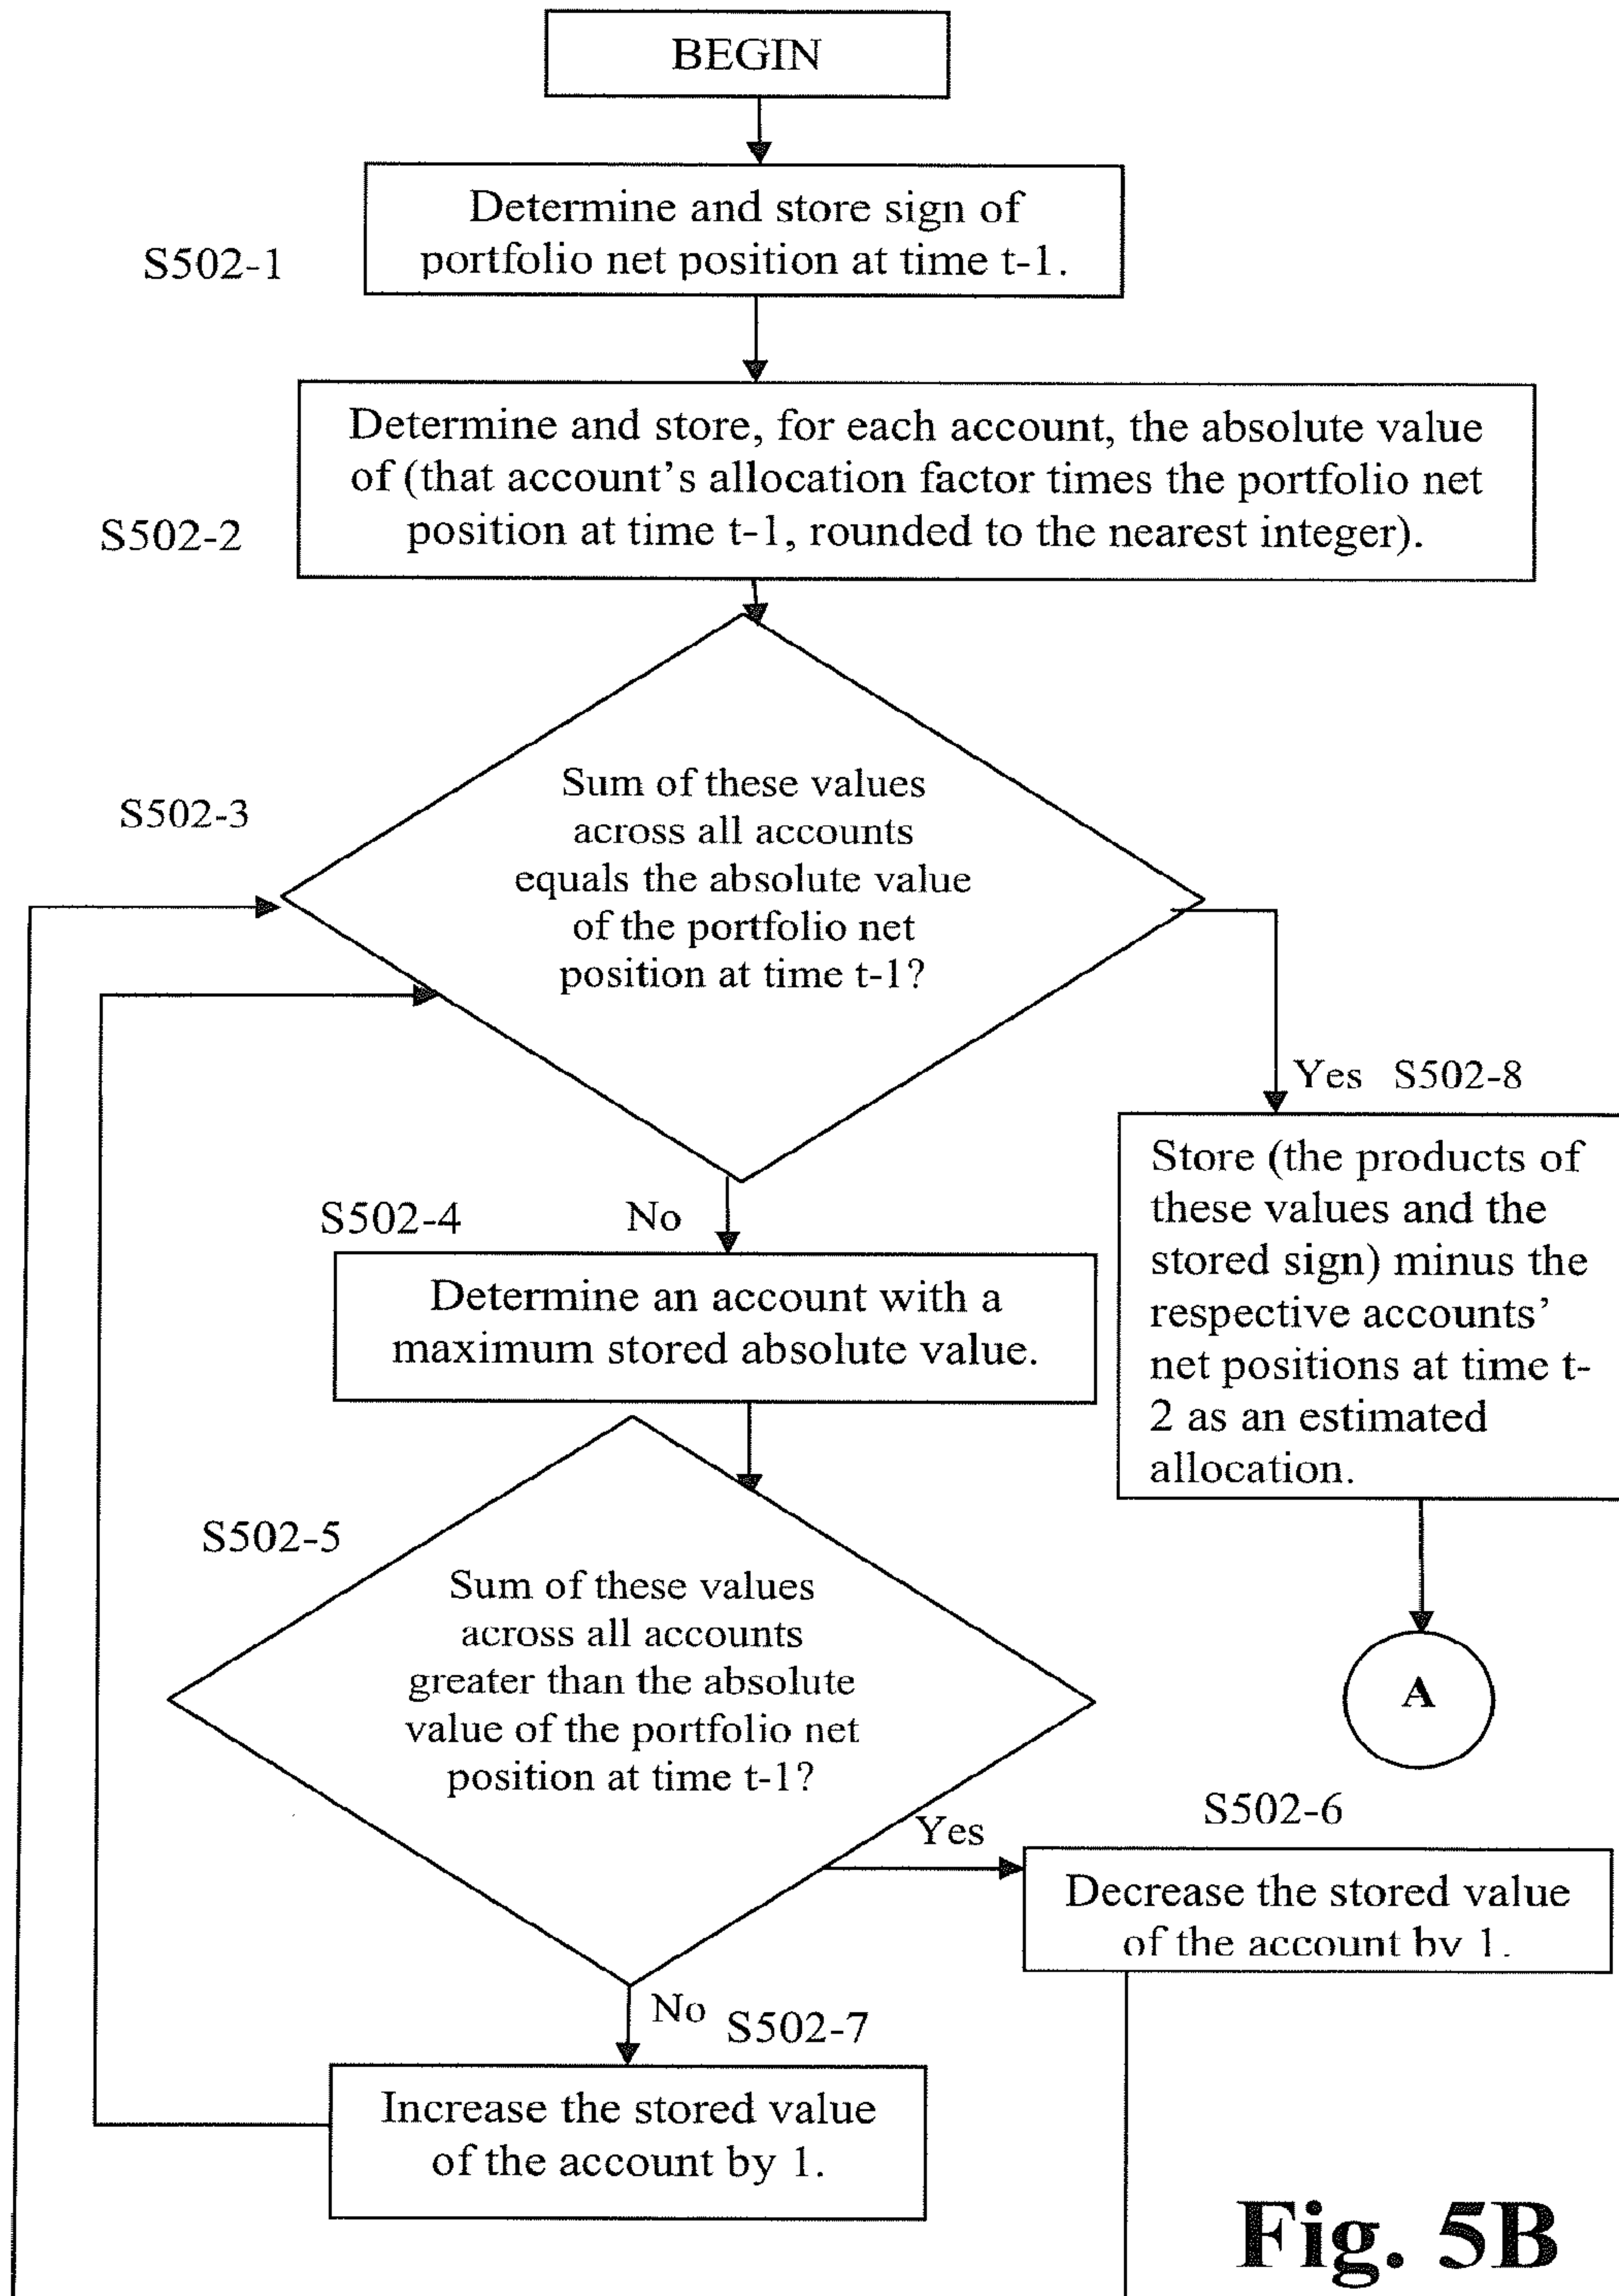 BEGIN
Determine and store sign of
portfolio net position at time t-1.
S502-1
Determine and store, for each account, the absolute value
of (that account's allocation factor times the portfolio net
position at time t-1, rounded to the nearest integer).
S502-2
Sum of these values
across all accounts
equals the absolute value
of the portfolio net
position at time t-1?
S502-3
Yes S502-8
Store (the products of
these values and the
stored sign) minus the
respective accounts'
net positions at time t-
2 as an estimated
allocation.
A
S502-4
No
Determine an account with a
maximum stored absolute value.
S502-5
Sum of these values
across all accounts
greater than the absolute
value of the portfolio net
position at time t-1?
Yes
S502-6
Decrease the stored value
of the account by 1.
No S502-7
Increase the stored value
of the account by 1.
Fig. 5B